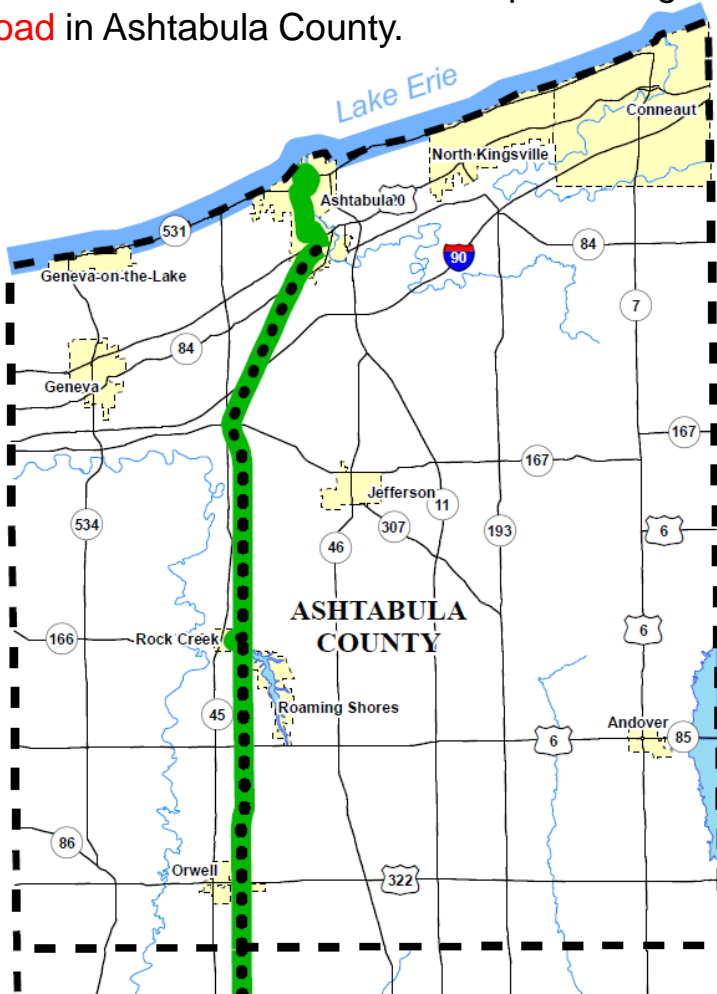 oad in Ashtabula County.
Lake Erie
Conneaut
North Kingsville
Ashtabula
531
90
84
Geneva-on-the-Lake
7
84
Geneva
167
167
Jefferson
11
534
307
193
6
46
ASHTABULA
COUNTY
166
Rock Creek
6
Roaming Shores
45
Andover
6
85
86
Orwell
322